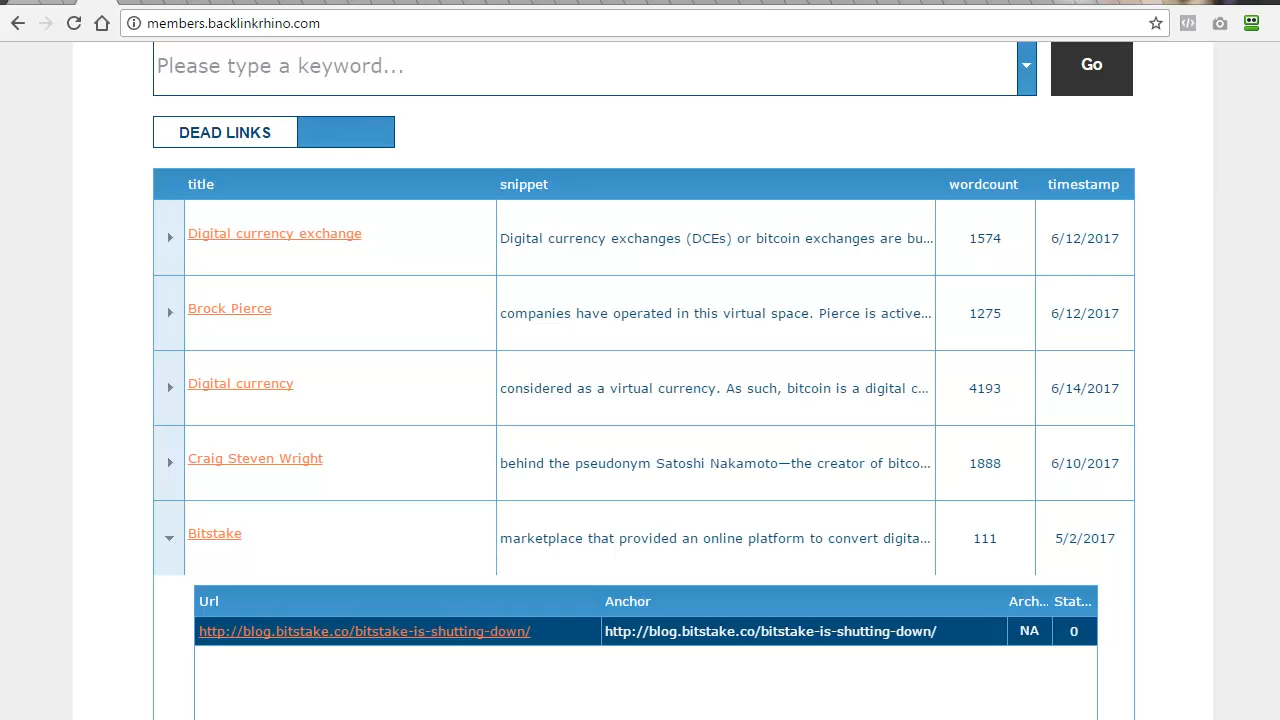 members.backlinkrhino.com
Please type a keyword...
Go
DEAD LINKS
title snippet wordcount timestamp
Digital currency exchange Digital currency exchanges (DCEs) or bitcoin exchanges are bu... 1574 6/12/2017
Brock Pierce companies have operated in this virtual space. Pierce is active... 1275 6/12/2017
Digital currency considered as a virtual currency. As such, bitcoin is a digital c... 4193 6/14/2017
Craig Steven Wright behind the pseudonym Satoshi Nakamoto—the creator of bitco... 1888 6/10/2017
Bitstake marketplace that provided an online platform to convert digita... 111 5/2/2017
Url Anchor Arch... Stat...
http://blog.bitstake.co/bitstake-is-shutting-down/ http://blog.bitstake.co/bitstake-is-shutting-down/ NA 0